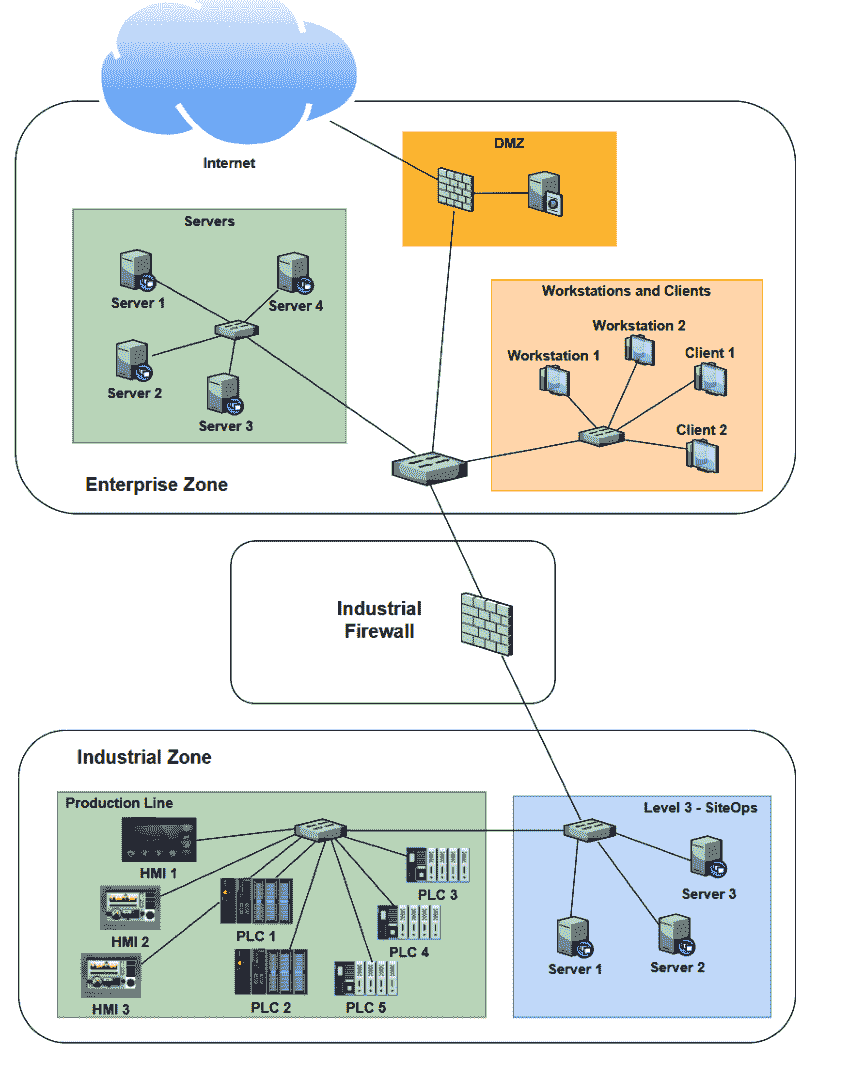 Internet
DMZ
Servers
Server 1
Server 4
Server 2
Server 3
Workstations and Clients
Workstation 2
Workstation 1
Client 1
Client 2
Enterprise Zone
Industrial
Firewall
Industrial Zone
Production Line
HMI 1
HMI 2
HMI 3
PLC 1
PLC 2
PLC 3
PLC 4
PLC 5
Level 3 - SiteOps
Server 3
Server 1
Server 2